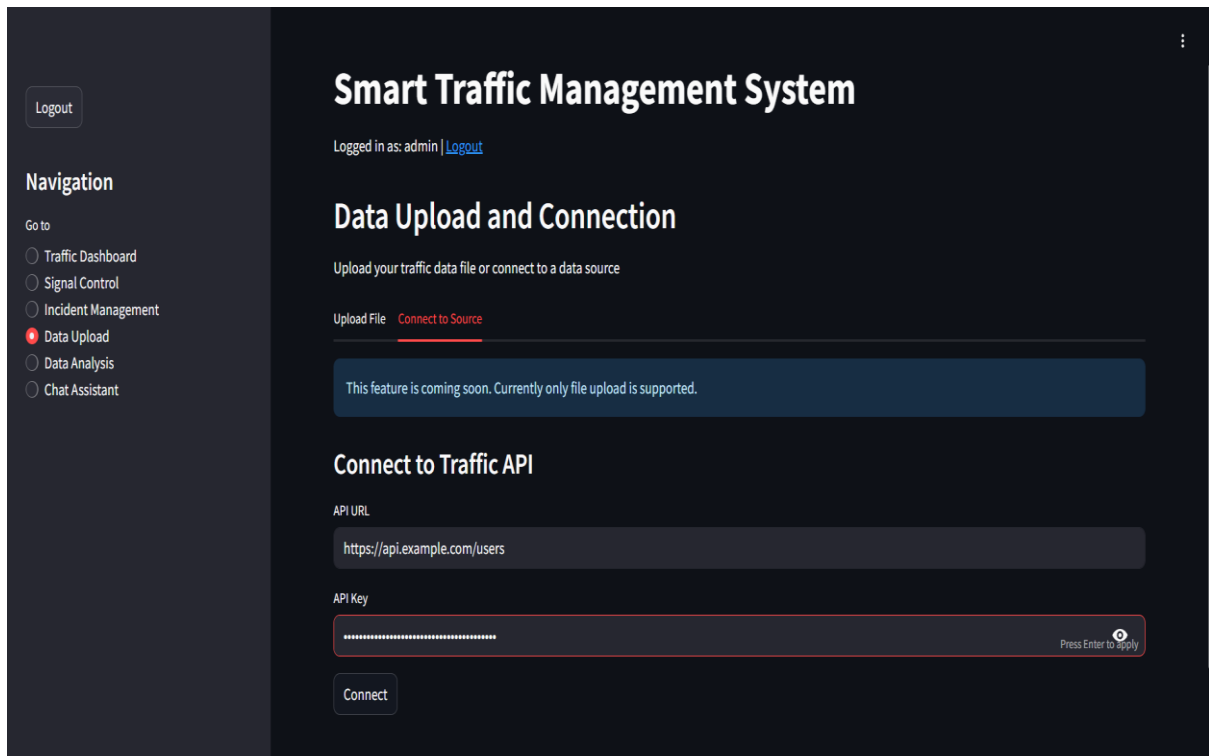 Logout
Navigation
Go to
Traffic Dashboard
Signal Control
Incident Management
Data Upload
Data Analysis
Chat Assistant
Smart Traffic Management System
Logged in as: admin | Logout
Data Upload and Connection
Upload your traffic data file or connect to a data source
Upload File Connect to Source
This feature is coming soon. Currently only file upload is supported.
Connect to Traffic API
API URL
https://api.example.com/users
API Key
Press Enter to apply
Connect